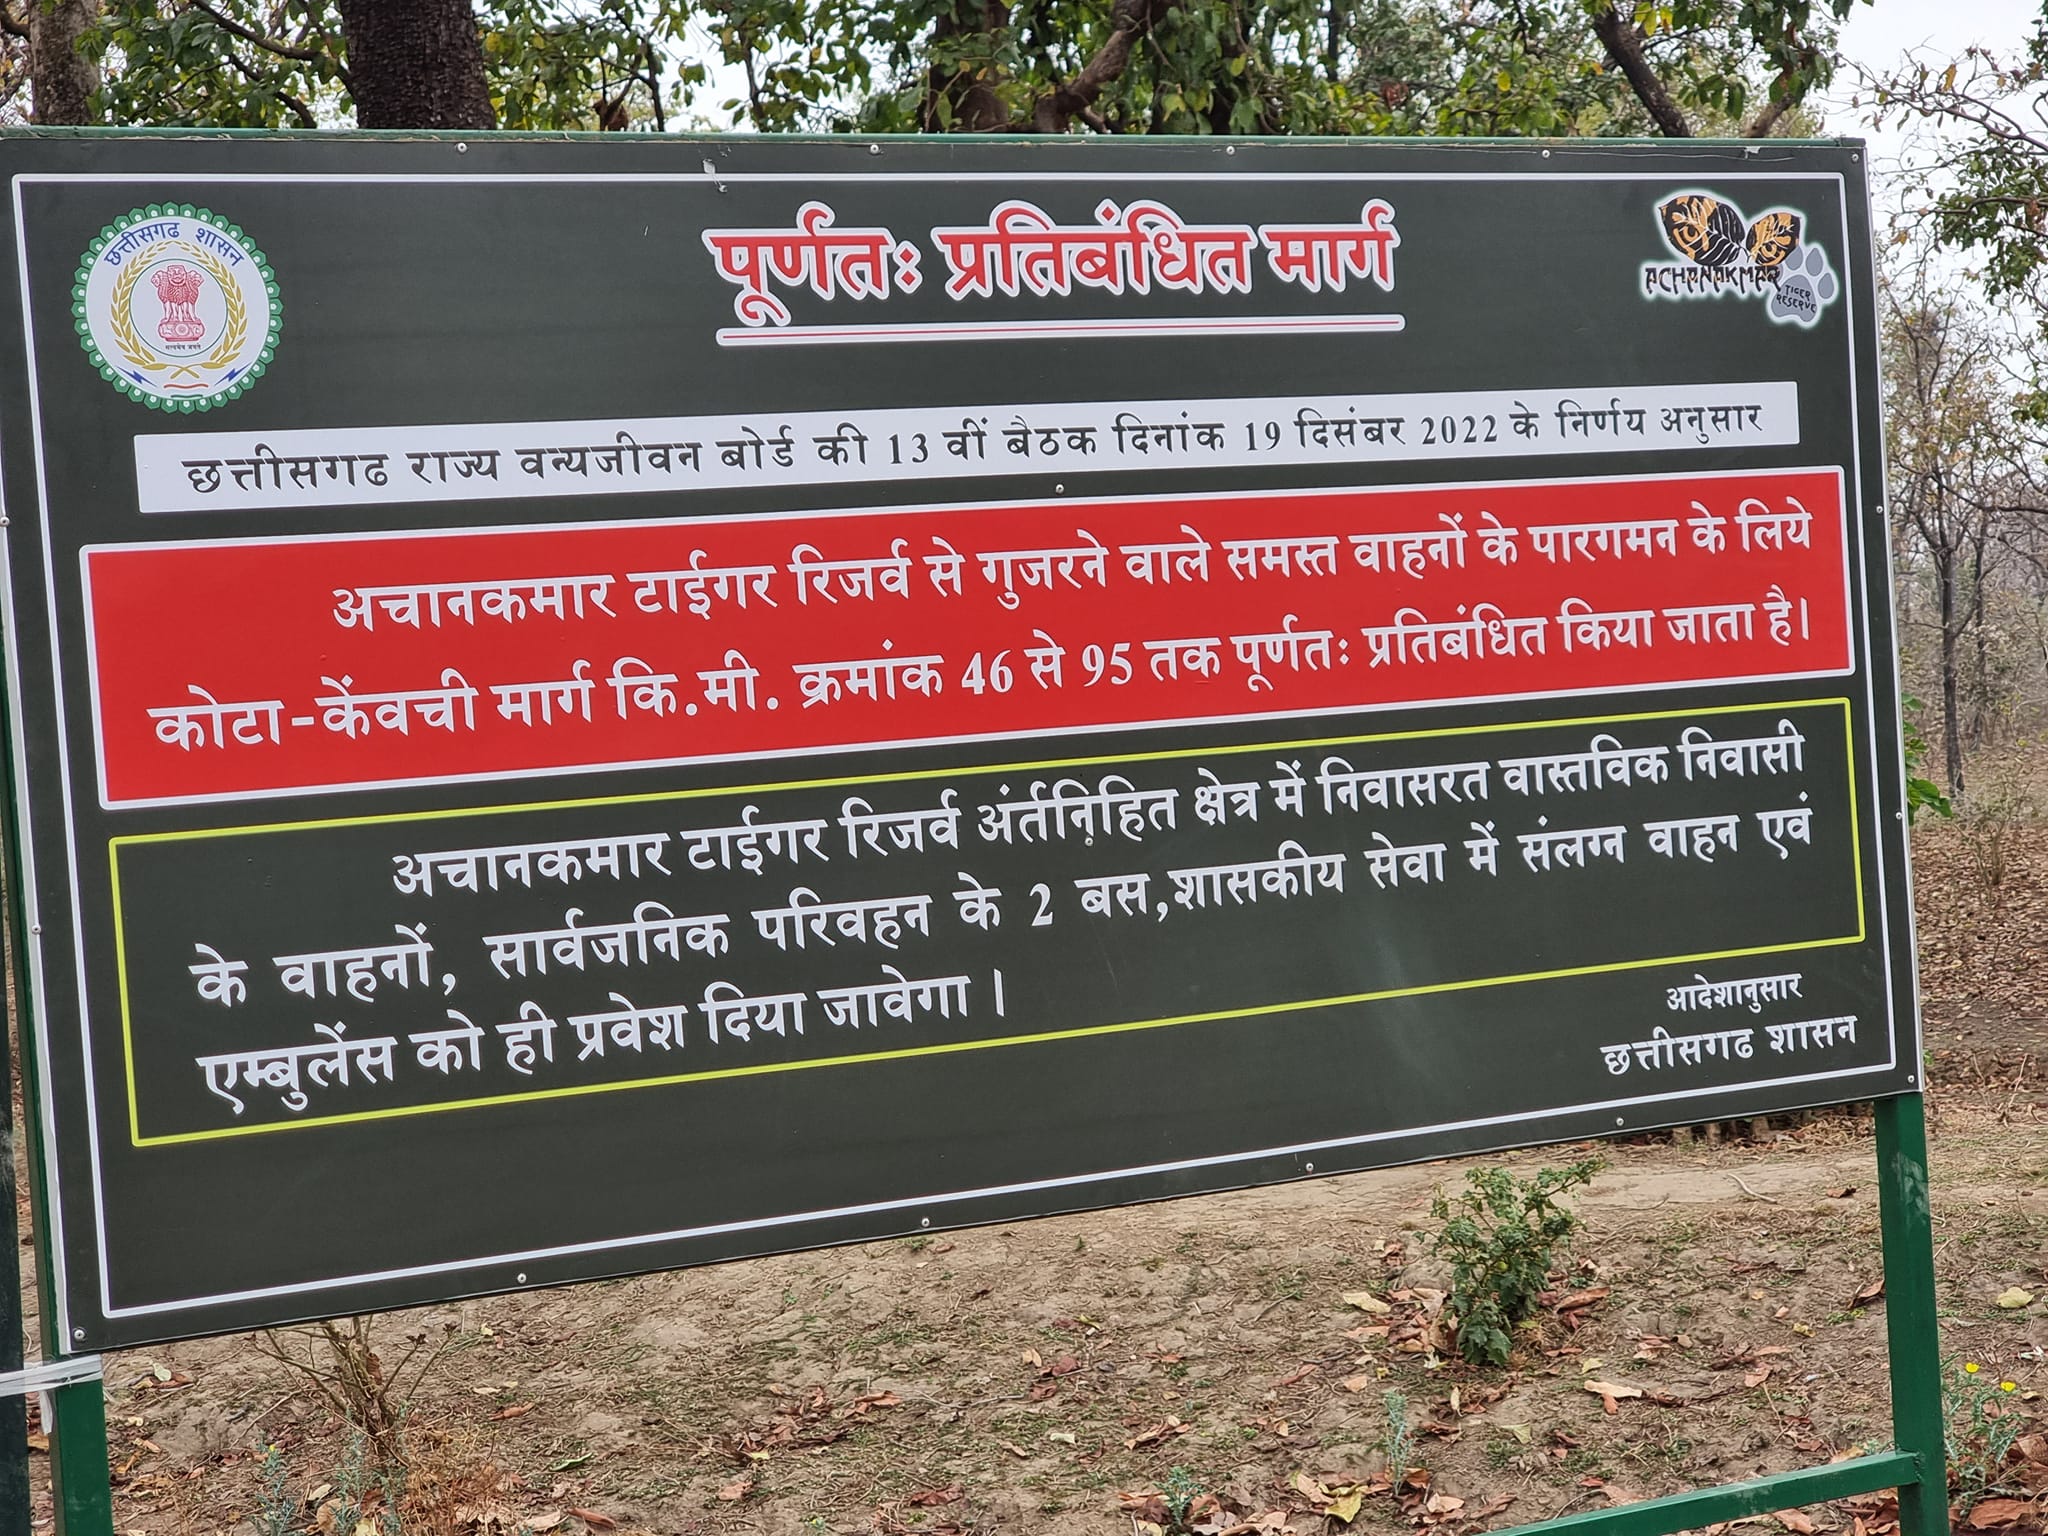 छत्तीसगढ शासन
सत्यमेव जयते
पूर्णतः प्रतिबंधित मार्ग
ACHANAKMAR
TIGER
RESERVE
छत्तीसगढ राज्य वन्यजीवन बोर्ड की 13 वीं बैठक दिनांक 19 दिसंबर 2022 के निर्णय अनुसार
अचानकमार टाईगर रिजर्व से गुजरने वाले समस्त वाहनों के पारगमन के लिये
कोटा-केंवची मार्ग कि.मी. क्रमांक 46 से 95 तक पूर्णतः प्रतिबंधित किया जाता है।
अचानकमार टाईगर रिजर्व अंर्तनिहित क्षेत्र में निवासरत वास्तविक निवासी
के वाहनों, सार्वजनिक परिवहन के 2 बस,शासकीय सेवा में संलग्न वाहन एवं
एम्बुलेंस को ही प्रवेश दिया जावेगा ।
आदेशानुसार
छत्तीसगढ शासन